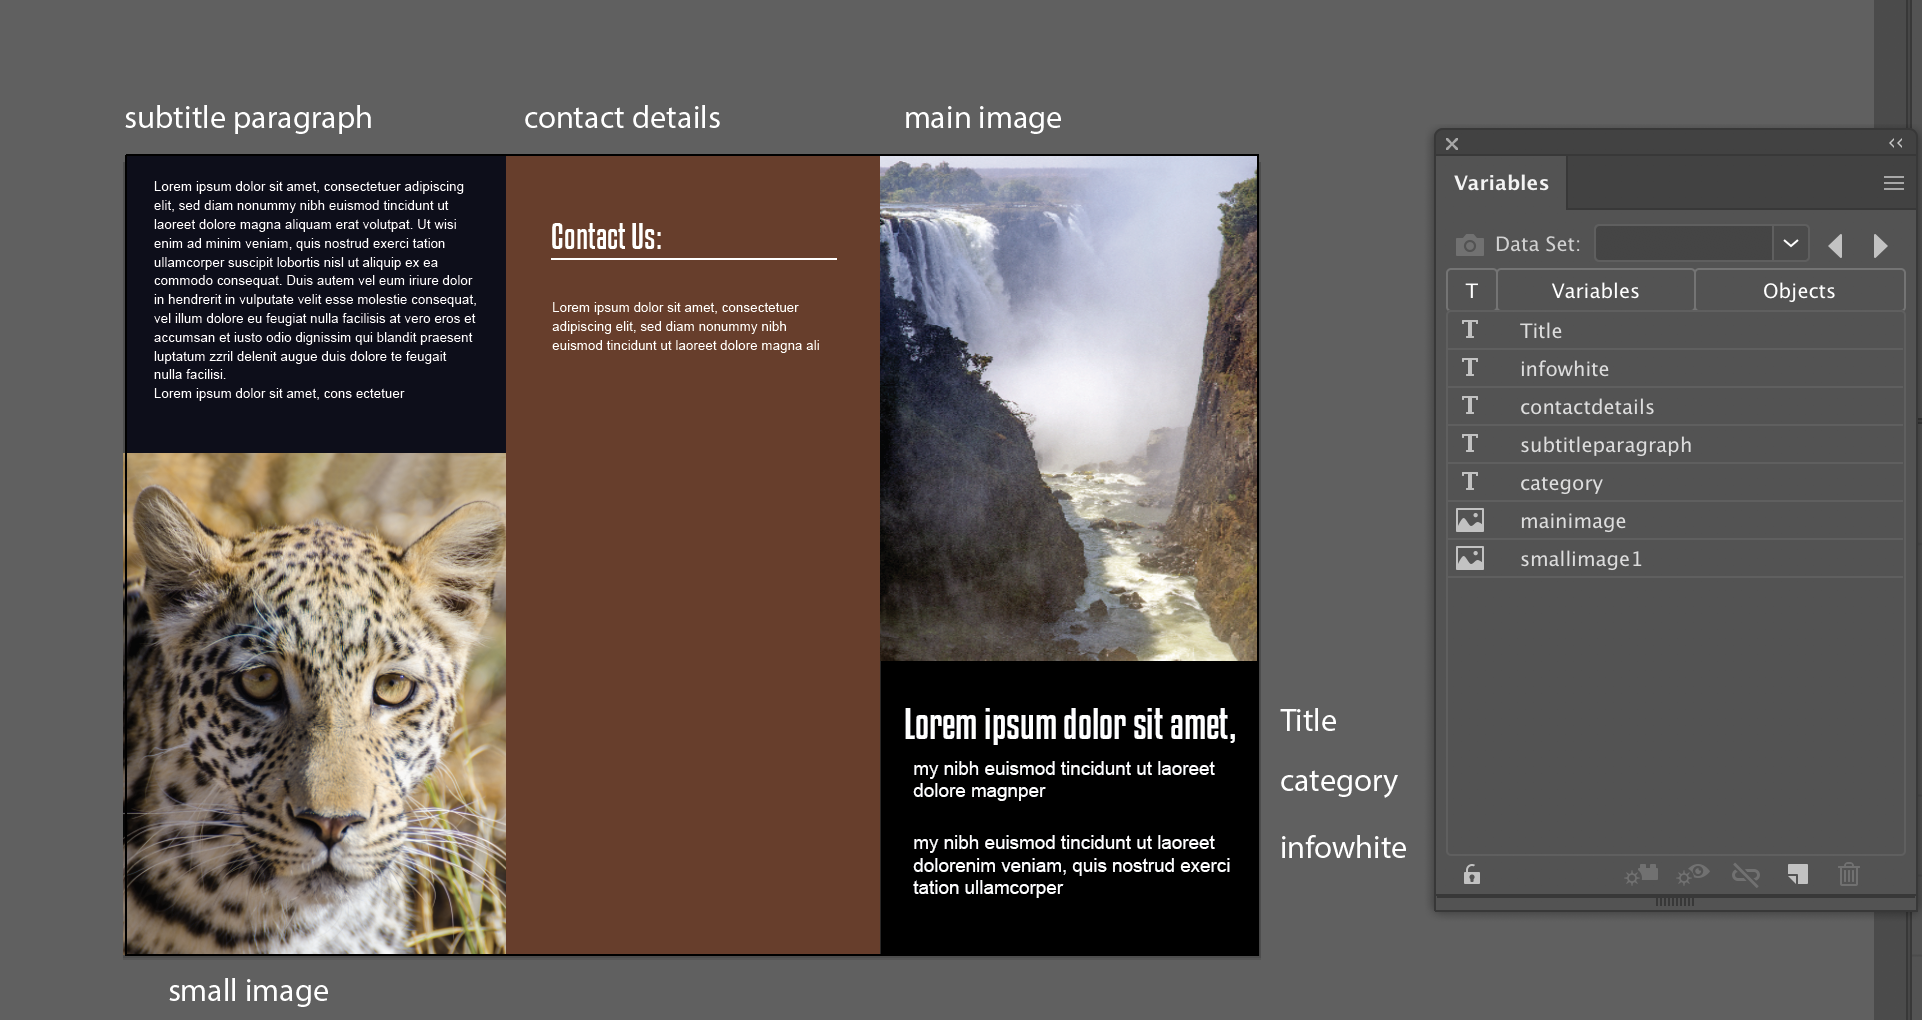 subtitle paragraph
contact details
main image
Lorem ipsum dolor sit amet, consectetuer adipiscing
elit, sed diam nonummy nibh euismod tincidunt ut
laoreet dolore magna aliquam erat volutpat. Ut wisi
enim ad minim veniam, quis nostrud exerci tation
ullamcorper suscipit lobortis nisl ut aliquip ex ea
commodo consequat. Duis autem vel eum iriure dolor
in hendrerit in vulputate velit esse molestie consequat,
vel illum dolore eu feugiat nulla facilisis at vero eros et
accumsan et iusto odio dignissim qui blandit praesent
luptatum zzril delenit augue duis dolore te feugait
nulla facilisi.
Lorem ipsum dolor sit amet, cons ectetuer
Contact Us:
Lorem ipsum dolor sit amet, consectetuer
adipiscing elit, sed diam nonummy nibh
euismod tincidunt ut laoreet dolore magna ali
Lorem ipsum dolor sit amet,
my nibh euismod tincidunt ut laoreet
dolore magnper
my nibh euismod tincidunt ut laoreet
dolorenim veniam, quis nostrud exerci
tation ullamcorper
Title
category
infowhite
small image
Variables
Data Set:
T Variables Objects
T Title
T infowhite
T contactdetails
T subtitleparagraph
T category
mainimage
smallimage1